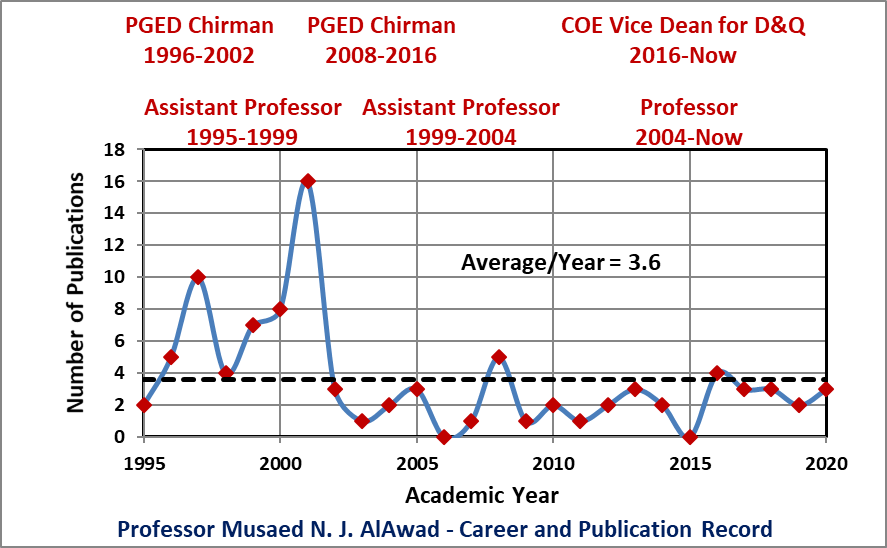 PGED Chirman
1996-2002
PGED Chirman
2008-2016
COE Vice Dean for D&Q
2016-Now
Assistant Professor
1995-1999
Assistant Professor
1999-2004
Professor
2004-Now
18
16
14
12
10
8
6
4
2
0
Number of Publications
Average/Year = 3.6
1995
2000
2005
2010
2015
2020
Academic Year
Professor Musaed N. J. AlAwad - Career and Publication Record